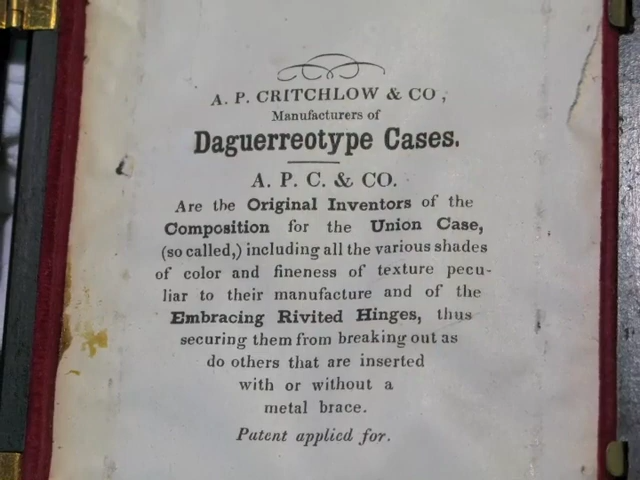 A. P. CRITCHLOW & CO,
Manufacturers of
Daguerreotype Cases.
A. P. C. & CO.
Are the Original Inventors of the
Composition for the Union Case,
(so called,) including all the various shades
of color and fineness of texture pecu-
liar to their manufacture and of the
Embracing Rivited Hinges, thus
securing them from breaking out as
do others that are inserted
with or without a
metal brace.
Patent applied for.